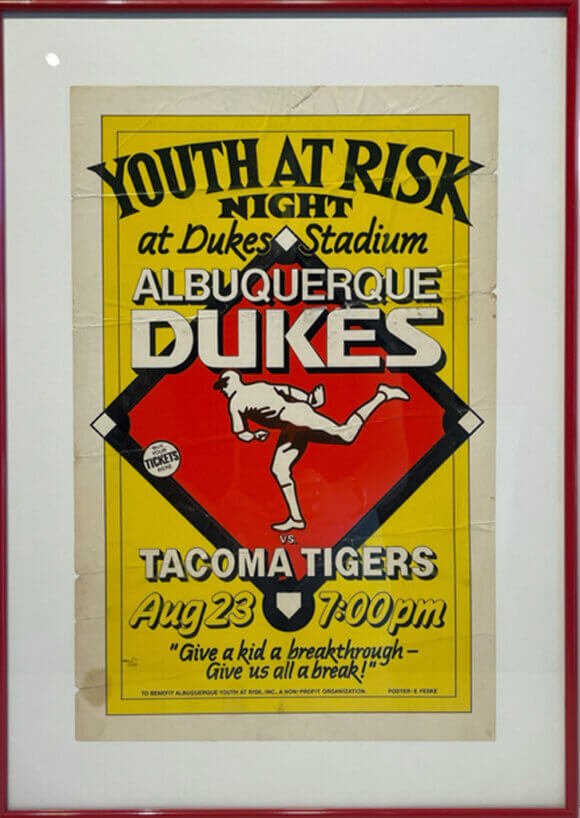 YOUTH AT RISK
NIGHT
at Dukes Stadium
ALBUQUERQUE
DUKES
BUY
YOUR
TICKETS
HERE
VS.
TACOMA TIGERS
Aug 23 7:00pm
"Give a kid a breakthrough—
Give us all a break!"
TO BENEFIT ALBUQUERQUE YOUTH AT RISK, INC., A NON-PROFIT ORGANIZATION. POSTER: E PESKE